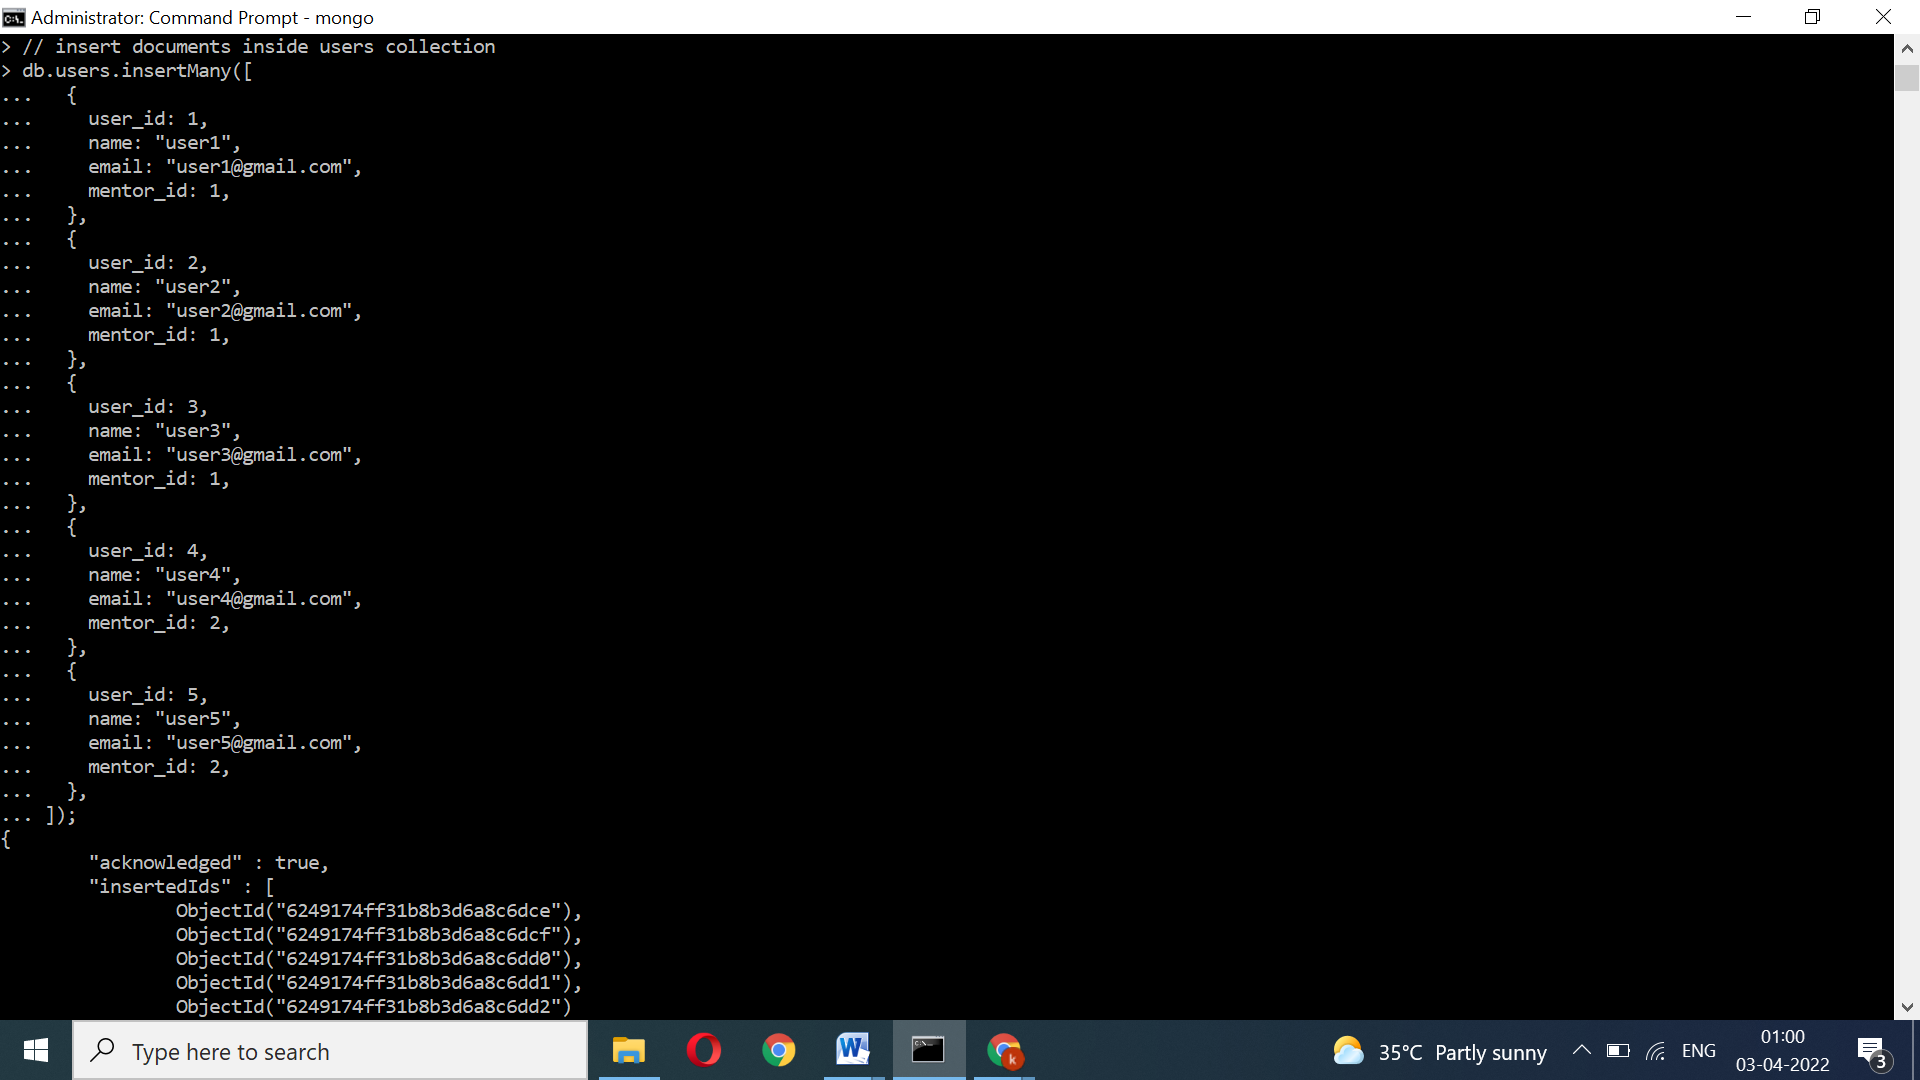 Administrator: Command Prompt - mongo
> // insert documents inside users collection
> db.users.insertMany([
...   {
...     user_id: 1,
...     name: "user1",
...     email: "user1@gmail.com",
...     mentor_id: 1,
...   },
...   {
...     user_id: 2,
...     name: "user2",
...     email: "user2@gmail.com",
...     mentor_id: 1,
...   },
...   {
...     user_id: 3,
...     name: "user3",
...     email: "user3@gmail.com",
...     mentor_id: 1,
...   },
...   {
...     user_id: 4,
...     name: "user4",
...     email: "user4@gmail.com",
...     mentor_id: 2,
...   },
...   {
...     user_id: 5,
...     name: "user5",
...     email: "user5@gmail.com",
...     mentor_id: 2,
...   },
... ]);
{
        "acknowledged" : true,
        "insertedIds" : [
                ObjectId("6249174ff31b8b3d6a8c6dce"),
                ObjectId("6249174ff31b8b3d6a8c6dcf"),
                ObjectId("6249174ff31b8b3d6a8c6dd0"),
                ObjectId("6249174ff31b8b3d6a8c6dd1"),
                ObjectId("6249174ff31b8b3d6a8c6dd2")
Type here to search
W
k
35°C Partly sunny
ENG
01:00
03-04-2022
3